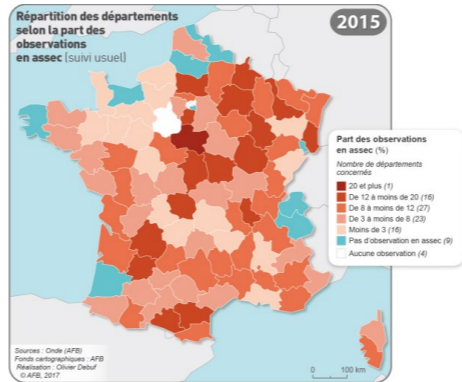 Répartition des départements
selon la part des
observations
en assec (suivi usuel)
2015
Part des observations
en assec (%)
Nombre de départements
concernés
20 et plus (1)
De 12 à moins de 20 (16)
De 8 à moins de 12 (27)
De 3 à moins de 8 (23)
Moins de 3 (16)
Pas d'observation en assec (9)
Aucune observation (4)
Sources : Onde (AFB)
Fonds cartographiques : AFB
Réalisation : Olivier Debuf
© AFB, 2017
0 100 km